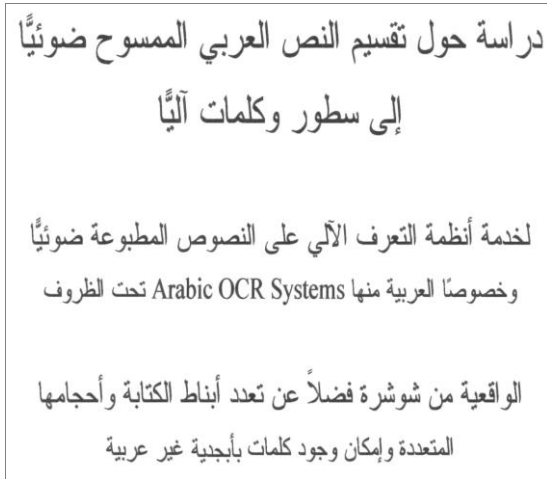 دراسة حول تقسيم النص العربي الممسوح ضوئيًّا
إلى سطور وكلمات آليًّا
لخدمة أنظمة التعرف الآلي على النصوص المطبوعة ضوئيًّا
وخصوصًا العربية منها Arabic OCR Systems تحت الظروف
الواقعية من شوشرة فضلاً عن تعدد أبناط الكتابة وأحجامها
المتعددة وإمكان وجود كلمات بأبجدية غير عربية